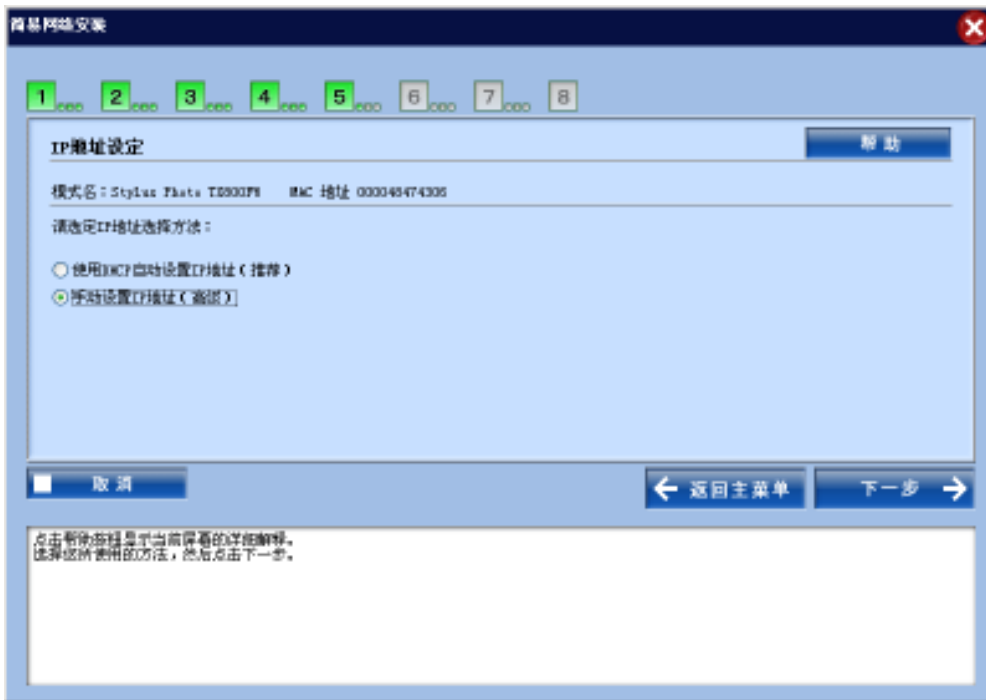 简易网络安装
1 2 3 4 5 6 7 8
IP地址设定
帮助
模式名：Stylus Photo TX800FW MAC 地址 000048474306
请选定IP地址选择方法：
使用DHCP自动设置IP地址(推荐)
手动设置IP地址(高级)
取消
返回主菜单
下一步
点击帮助按钮显示当前屏幕的详细解释。
选择您所使用的方法，然后点击下一步。